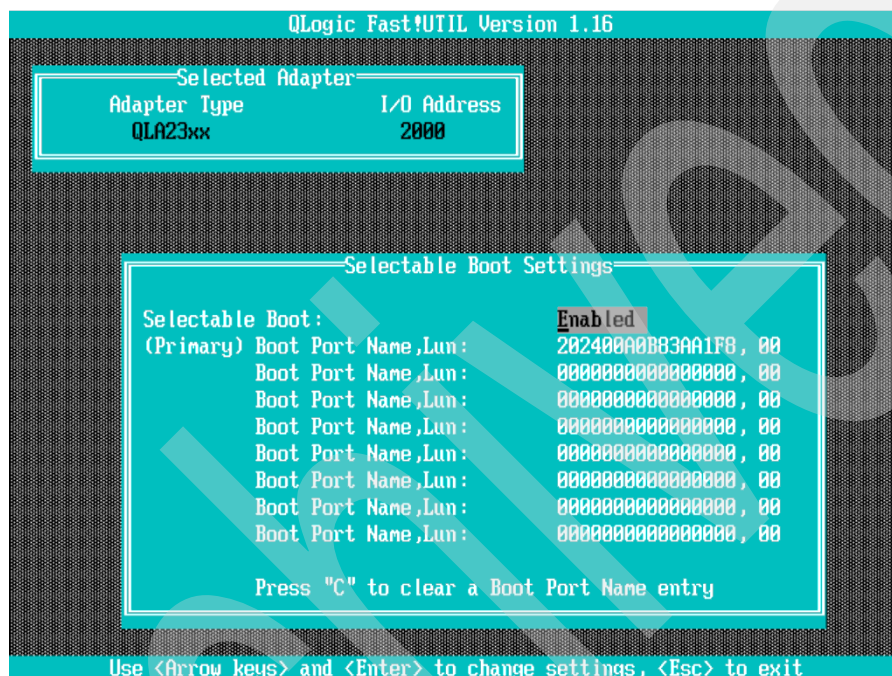 QLogic Fast!UTIL Version 1.16
Selected Adapter
Adapter Type I/O Address
QLA23xx 2000
Selectable Boot Settings
Selectable Boot: Enabled
(Primary) Boot Port Name,Lun: 202400A0B83AA1F8, 00
Boot Port Name,Lun: 0000000000000000, 00
Boot Port Name,Lun: 0000000000000000, 00
Boot Port Name,Lun: 0000000000000000, 00
Boot Port Name,Lun: 0000000000000000, 00
Boot Port Name,Lun: 0000000000000000, 00
Boot Port Name,Lun: 0000000000000000, 00
Boot Port Name,Lun: 0000000000000000, 00
Press "C" to clear a Boot Port Name entry
Use <Arrow keys> and <Enter> to change settings, <Esc> to exit